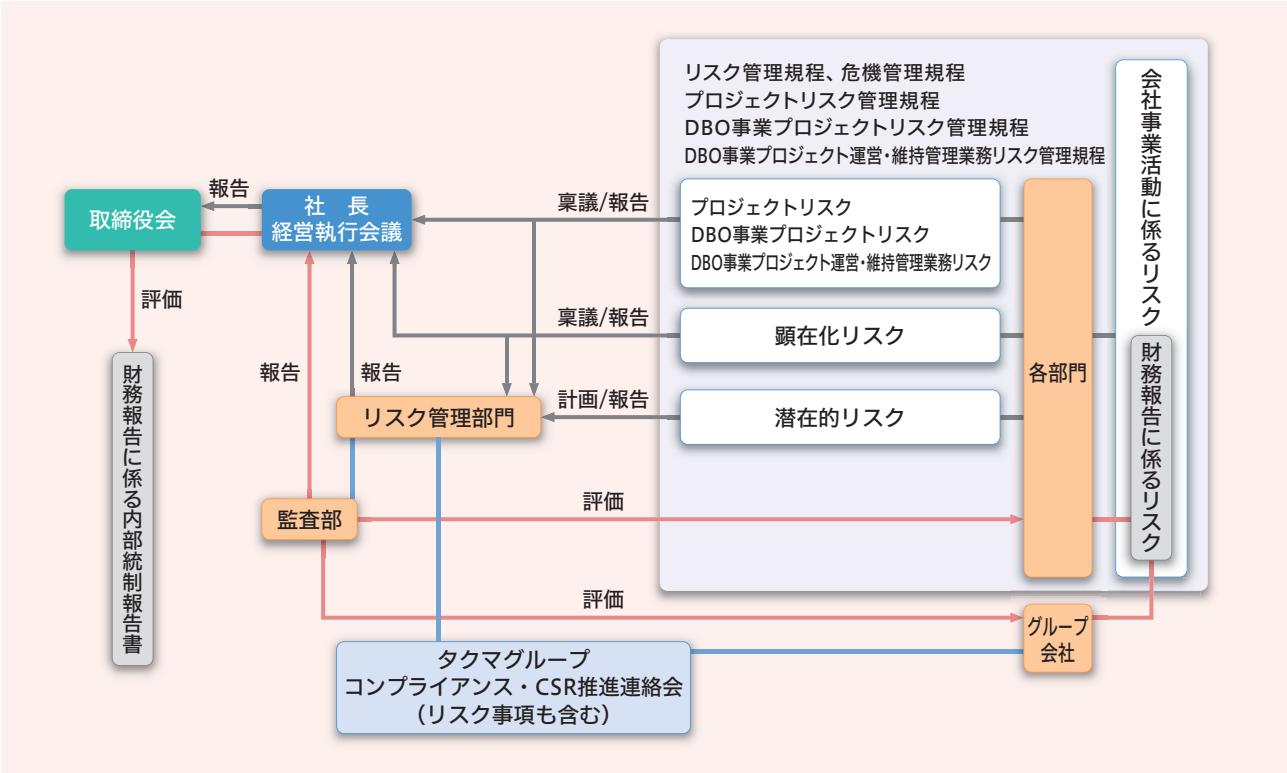 リスク管理規程、危機管理規程
プロジェクトリスク管理規程
DBO事業プロジェクトリスク管理規程
DBO事業プロジェクト運営・維持管理業務リスク管理規程
会社事業活動に係るリスク
取締役会
報告
社　長
経営執行会議
稟議/報告
プロジェクトリスク
DBO事業プロジェクトリスク
DBO事業プロジェクト運営・維持管理業務リスク
評価
稟議/報告
顕在化リスク
各部門
財務報告に係るリスク
財務報告に係る内部統制報告書
報告
報告
リスク管理部門
計画/報告
潜在的リスク
監査部
評価
評価
グループ
会社
タクマグループ
コンプライアンス・CSR推進連絡会
（リスク事項も含む）